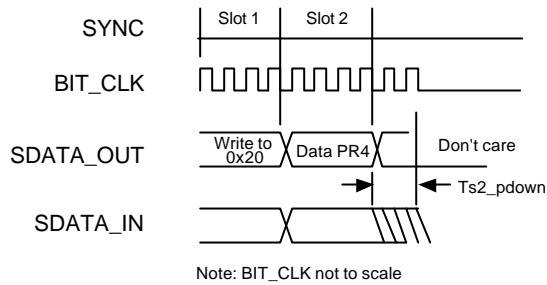 Slot 1 Slot 2
SYNC
BIT_CLK
SDATA_OUT
Write to
0x20
Data PR4
Don't care
Ts2_pdown
SDATA_IN
Note: BIT_CLK not to scale